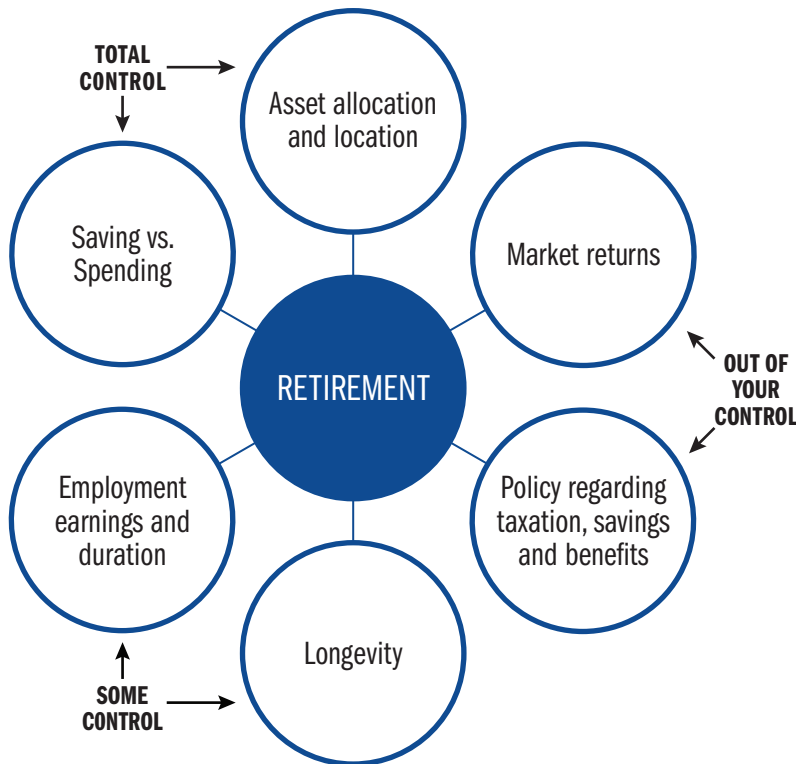 TOTAL
CONTROL
Asset allocation
and location
Saving vs.
Spending
Market returns
RETIREMENT
OUT OF
YOUR
CONTROL
Employment
earnings and
duration
Policy regarding
taxation, savings
and benefits
Longevity
SOME
CONTROL